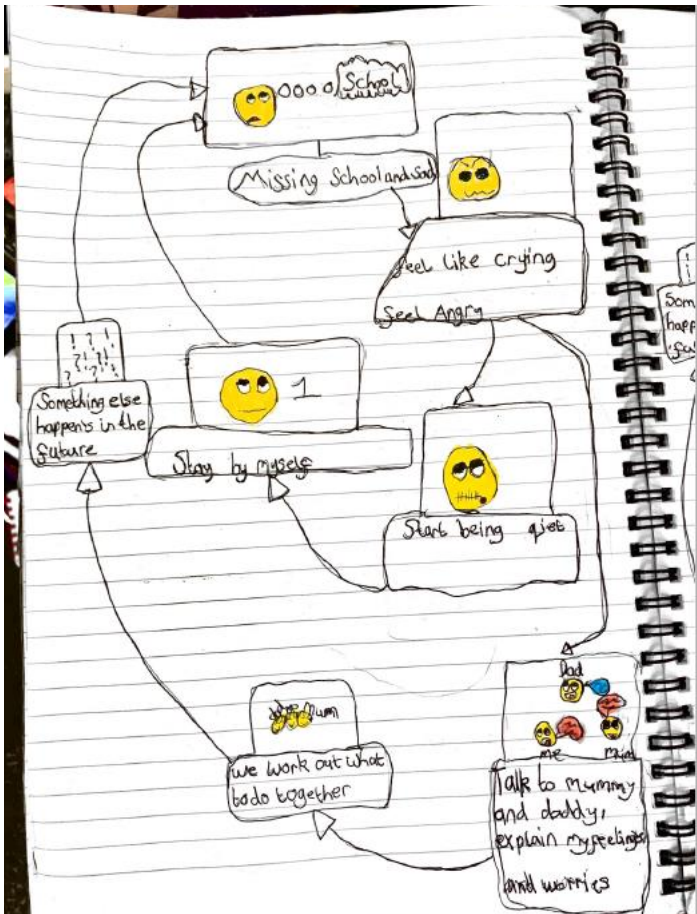 School
Missing School and sad
feel like crying
feel Angry
! ? !
? ! ? !
?! !?
! ? !
Something else
happens in the
future
1
Stay by myself
Start being quiet
Dad
me
Mum
Mum
we work out what
to do together
Talk to mummy
and daddy,
explain my feelings
and worries
Som
happ